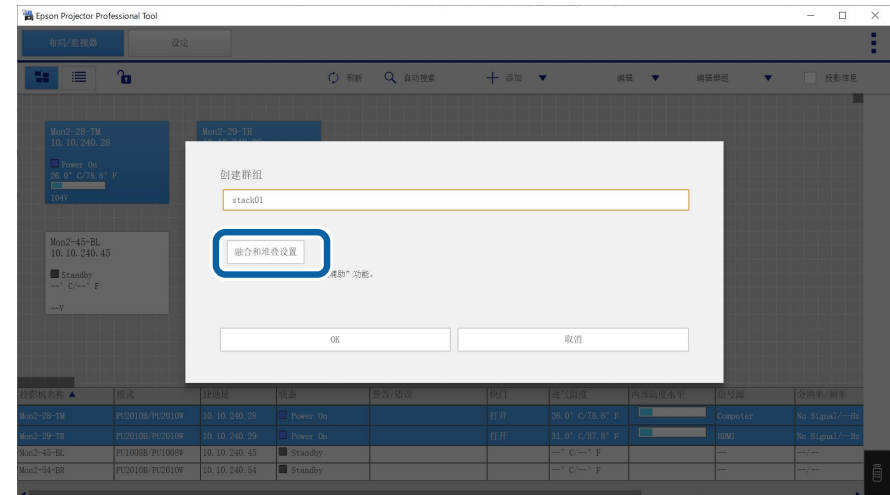 Epson Projector Professional Tool
布局/监视器 设定
刷新 自动搜索 添加 编辑 编辑群组 投影信息
Mon2-28-TM
10.10.240.28
Power On
26.0° C/78.8° F
104V
Mon2-29-TR
Mon2-45-BL
10.10.240.45
Standby
--° C/--° F
--V
创建群组
stack01
融合和堆叠设置
辅助”功能。
OK 取消
投影机名称 ▲ 模式 IP地址 状态 警告/错误 快门 进气温度 内部温度水平 信号源 分辨率/频率
Mon2-28-TM PU2010B/PU2010W 10.10.240.28 Power On 打开 26.0° C/78.8° F Computer No Signal/--Hz
Mon2-29-TR PU2010B/PU2010W 10.10.240.29 Power On 打开 31.0° C/87.8° F HDMI No Signal/--Hz
Mon2-45-BL PU1008B/PU1008W 10.10.240.45 Standby --° C/--° F -- --/--
Mon2-54-BR PU2010B/PU2010W 10.10.240.54 Standby --° C/--° F -- --/--